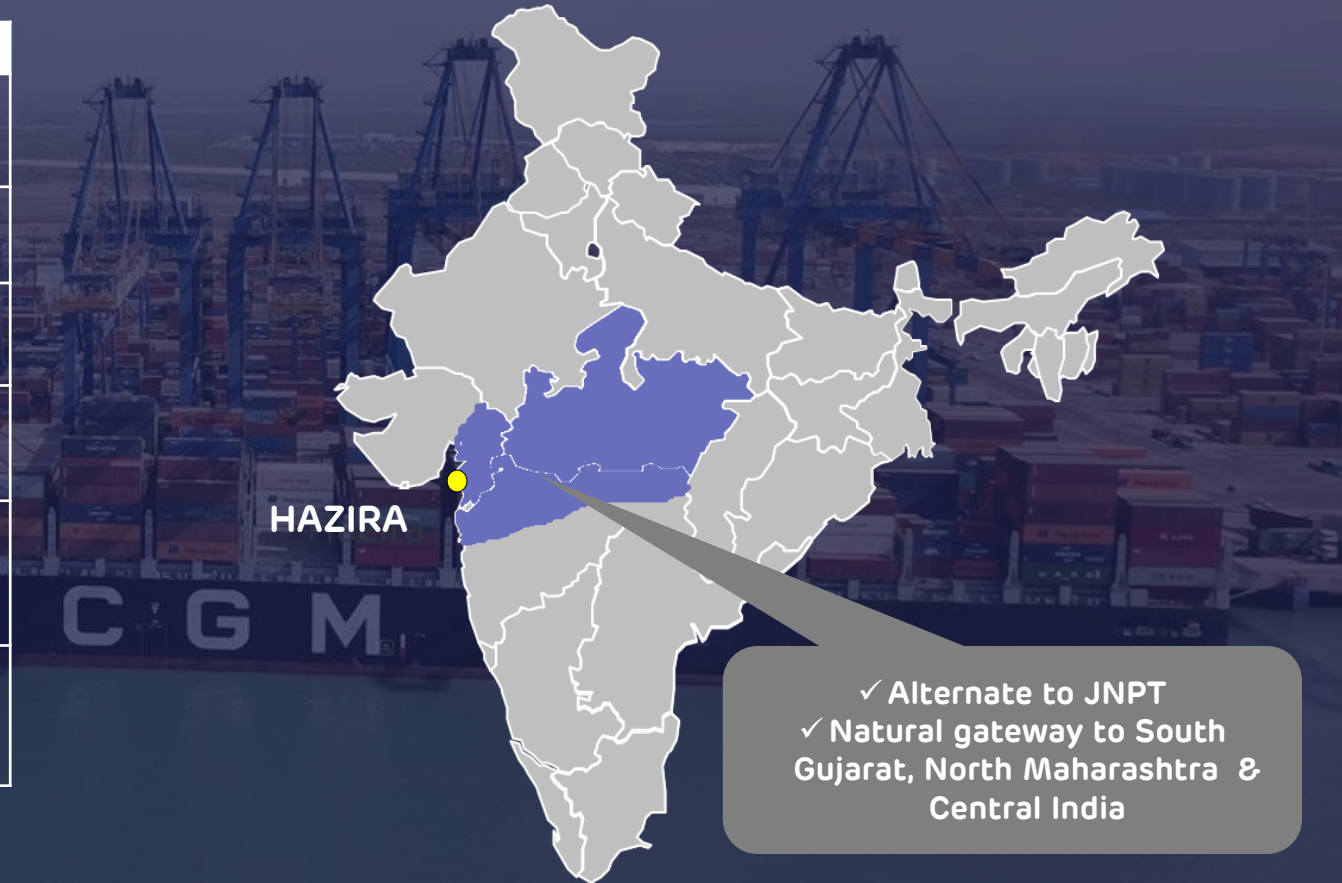 HAZIRA
C G M
✓ Alternate to JNPT
✓ Natural gateway to South
Gujarat, North Maharashtra &
Central India